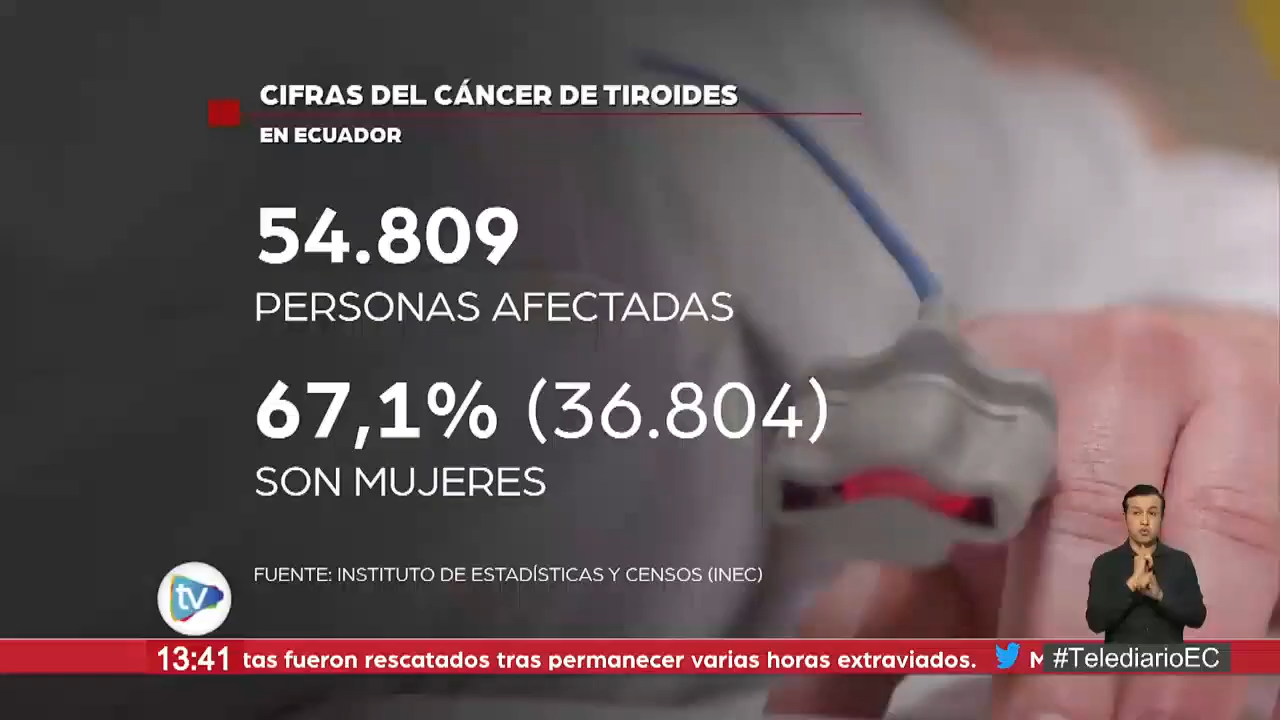 CIFRAS DEL CÁNCER DE TIROIDES
EN ECUADOR
54.809
PERSONAS AFECTADAS
67,1% (36.804)
SON MUJERES
FUENTE: INSTITUTO DE ESTADÍSTICAS Y CENSOS (INEC)
tv
13:41 tas fueron rescatados tras permanecer varias horas extraviados. M #TelediarioEC